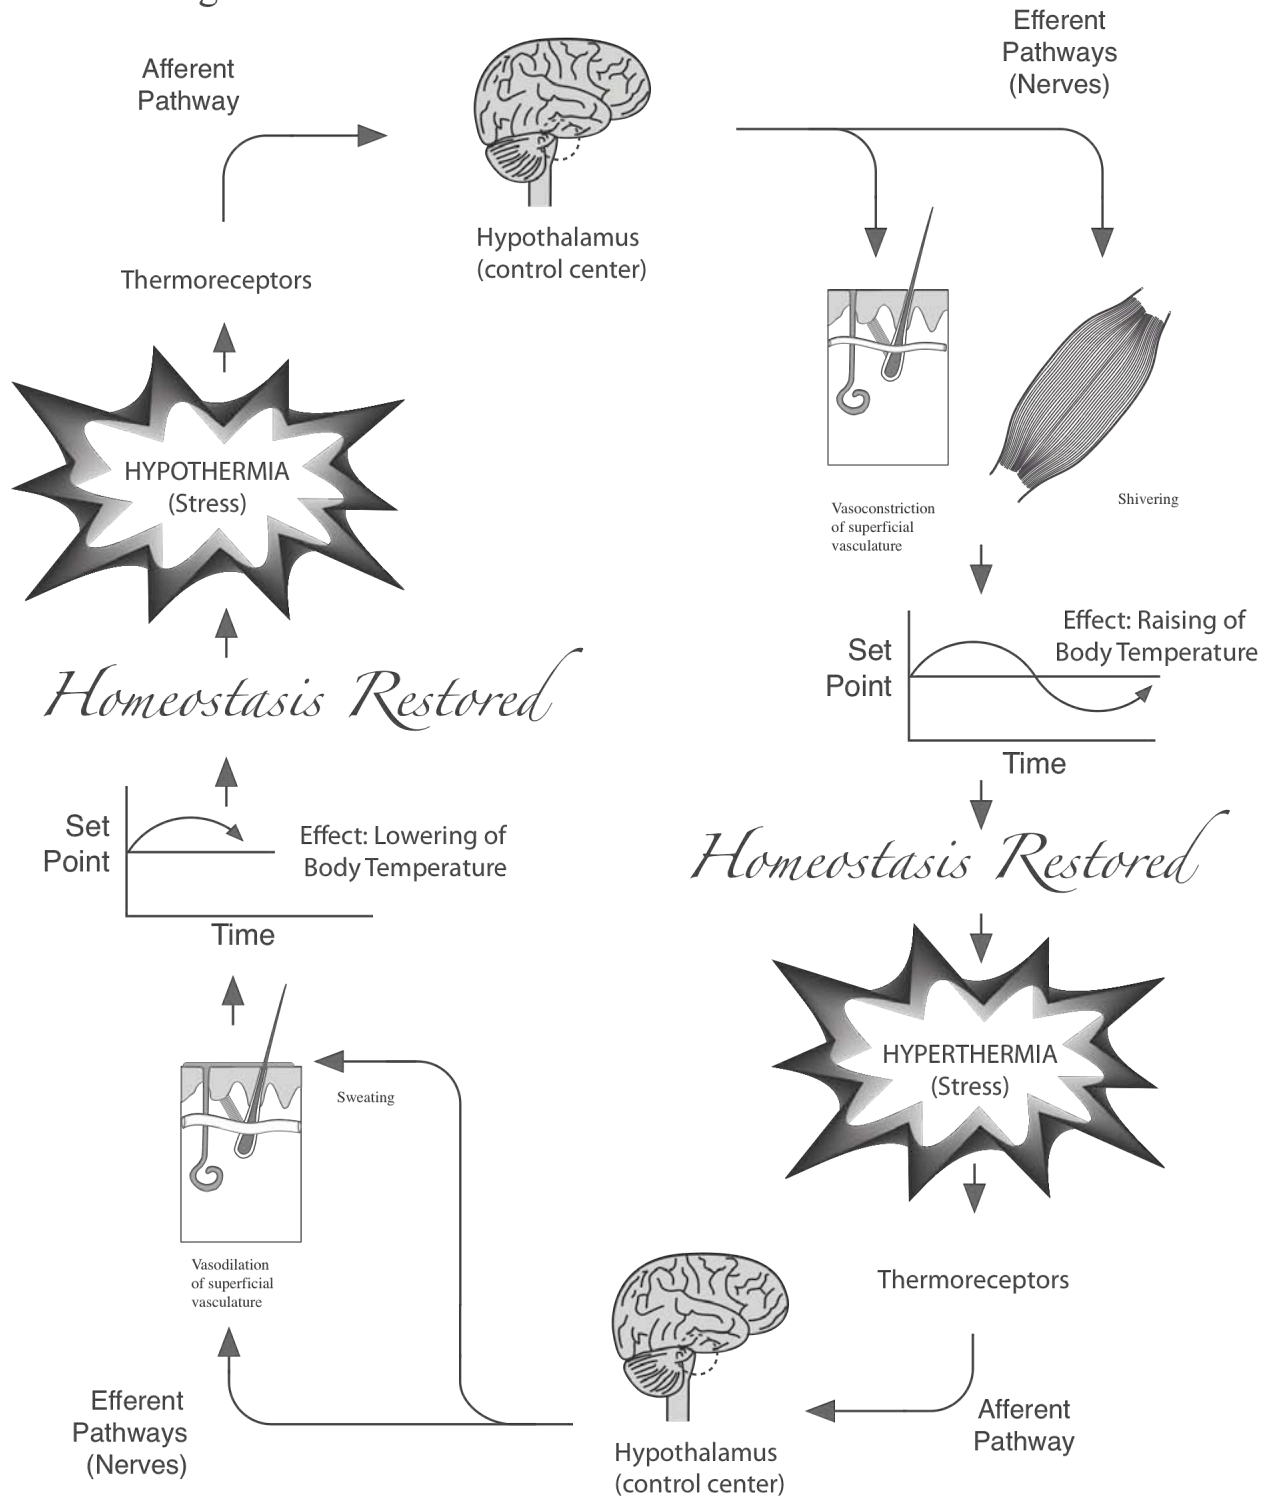 Afferent
Pathway
Efferent
Pathways
(Nerves)
Hypothalamus
(control center)
Thermoreceptors
HYPOTHERMIA
(Stress)
Vasoconstriction
of superficial
vasculature
Shivering
Effect: Raising of
Body Temperature
Set
Point
Time
Homeostasis Restored
Homeostasis Restored
Set
Point
Effect: Lowering of
Body Temperature
Time
HYPERTHERMIA
(Stress)
Sweating
Vasodilation
of superficial
vasculature
Thermoreceptors
Efferent
Pathways
(Nerves)
Afferent
Pathway
Hypothalamus
(control center)